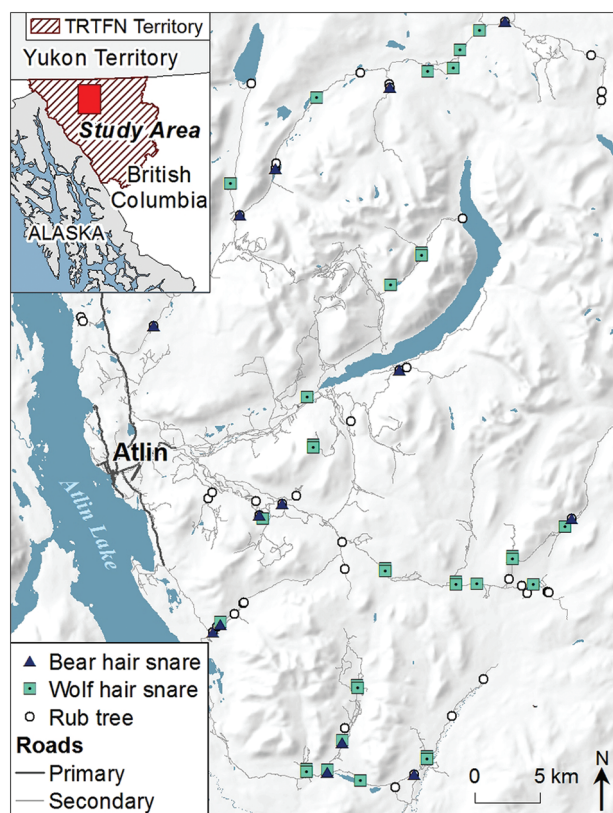 TRTFN Territory
Yukon Territory
Study Area
British
Columbia
ALASKA
Atlin
Atlin Lake
Bear hair snare
Wolf hair snare
Rub tree
Roads
Primary
Secondary
0 5 km
N